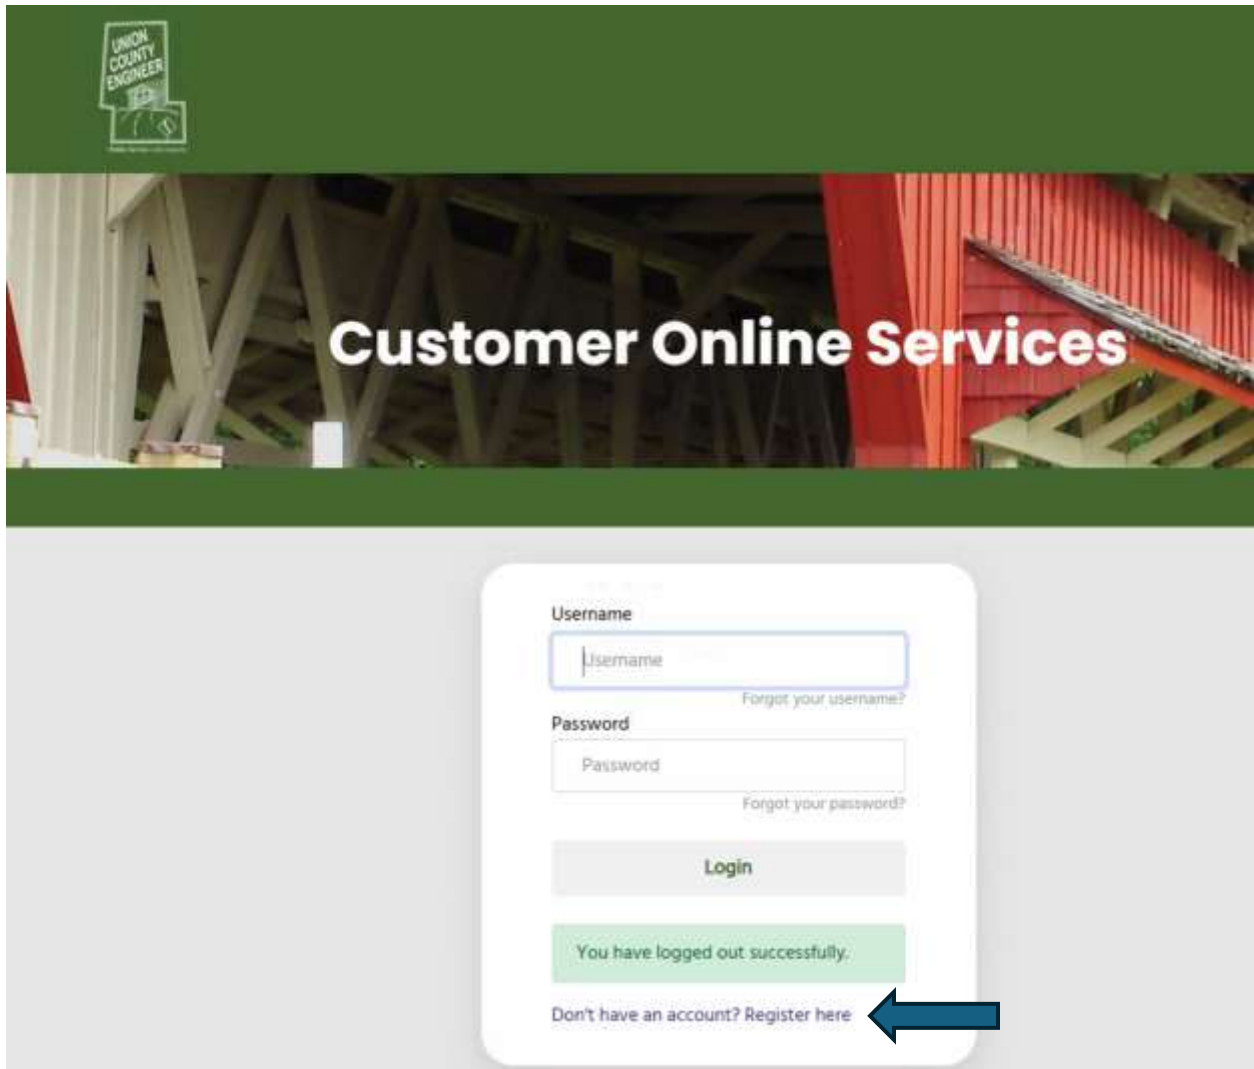 UNION
COUNTY
ENGINEER
Customer Online Services
Username
Username
Forgot your username?
Password
Password
Forgot your password?
Login
You have logged out successfully.
Don't have an account? Register here